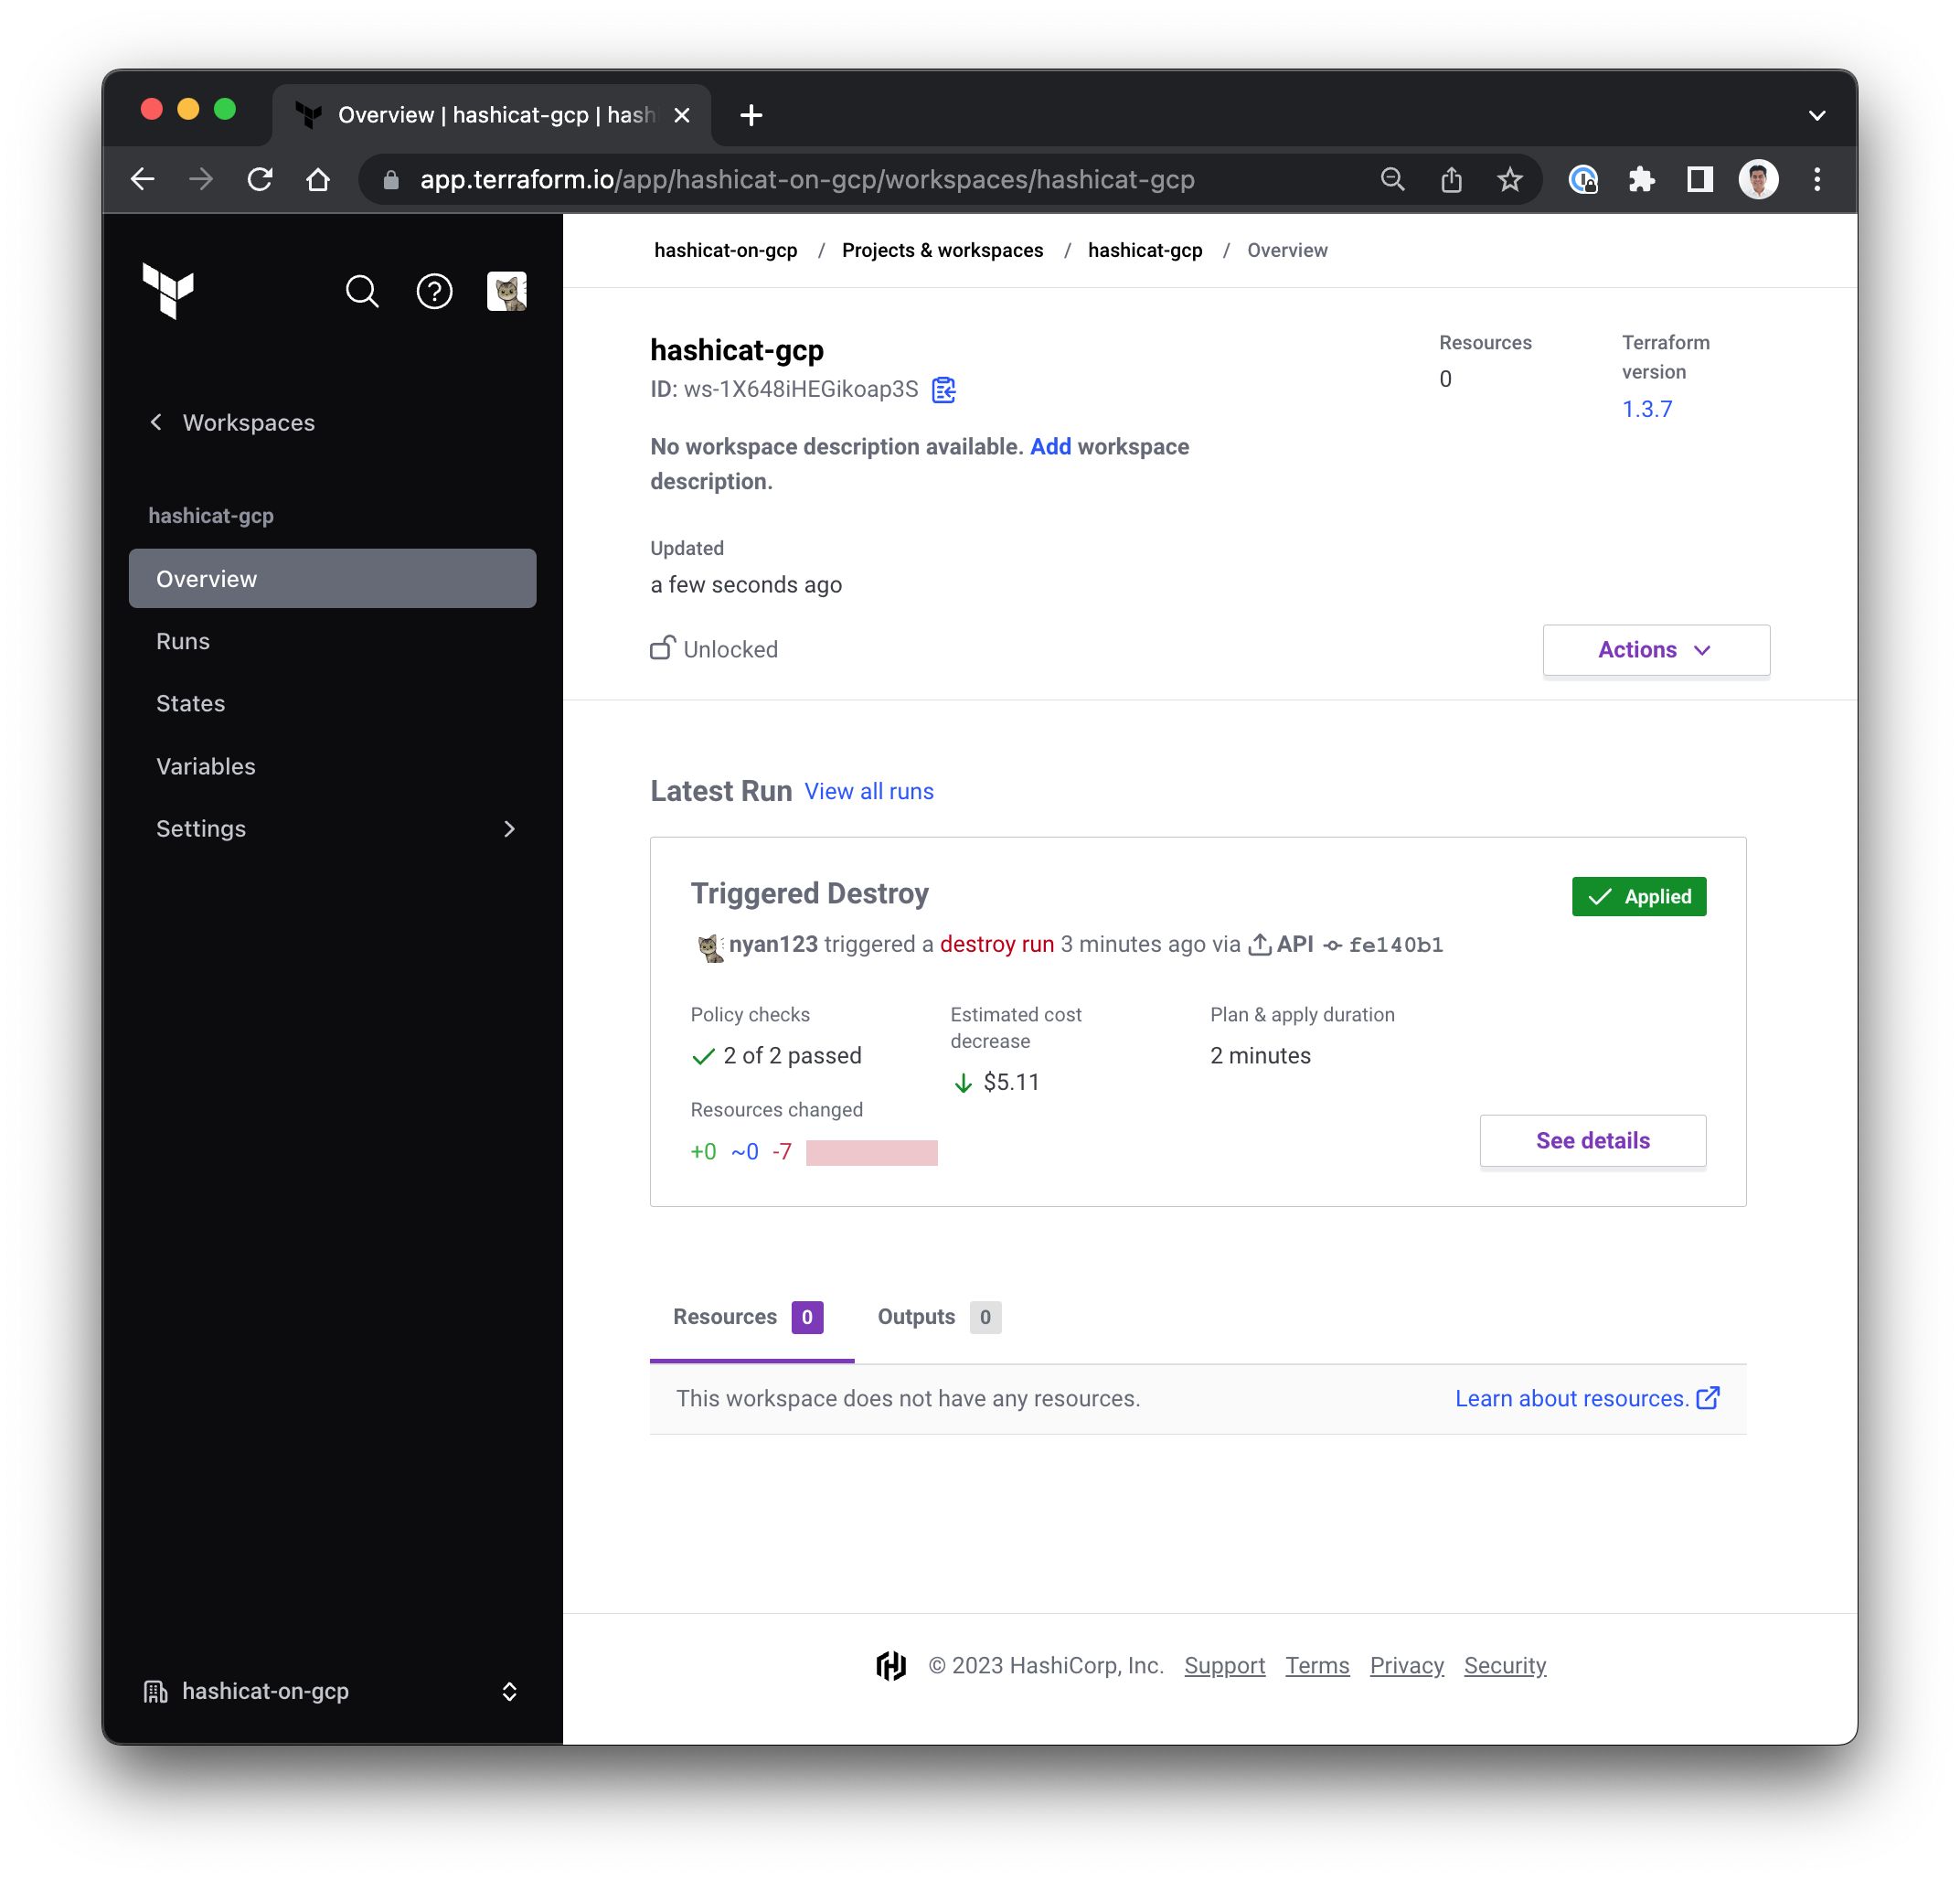 Overview | hashicat-gcp | hash
app.terraform.io/app/hashicat-on-gcp/workspaces/hashicat-gcp
Workspaces
hashicat-gcp
Overview
Runs
States
Variables
Settings
hashicat-on-gcp
hashicat-on-gcp / Projects & workspaces / hashicat-gcp / Overview
hashicat-gcp
ID: ws-1X648iHEGikoap3S
No workspace description available. Add workspace
description.
Resources
0
Terraform
version
1.3.7
Updated
a few seconds ago
Unlocked
Actions
Latest Run View all runs
Triggered Destroy
Applied
nyan123 triggered a destroy run 3 minutes ago via API fe140b1
Policy checks
2 of 2 passed
Estimated cost
decrease
$5.11
Plan & apply duration
2 minutes
Resources changed
+0 ~0 -7
See details
Resources 0 Outputs 0
This workspace does not have any resources. Learn about resources.
© 2023 HashiCorp, Inc. Support Terms Privacy Security